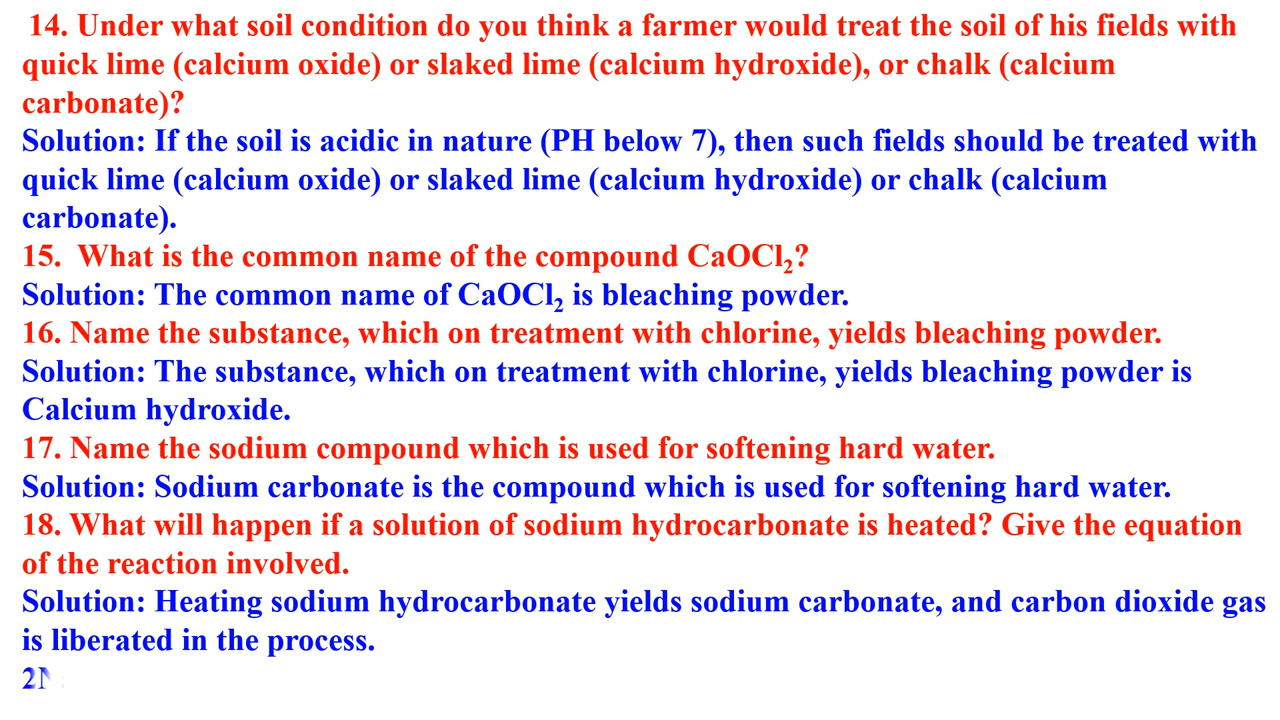 14. Under what soil condition do you think a farmer would treat the soil of his fields with
quick lime (calcium oxide) or slaked lime (calcium hydroxide), or chalk (calcium
carbonate)?
Solution: If the soil is acidic in nature (PH below 7), then such fields should be treated with
quick lime (calcium oxide) or slaked lime (calcium hydroxide) or chalk (calcium
carbonate).
15. What is the common name of the compound CaOCl₂?
Solution: The common name of CaOCl₂ is bleaching powder.
16. Name the substance, which on treatment with chlorine, yields bleaching powder.
Solution: The substance, which on treatment with chlorine, yields bleaching powder is
Calcium hydroxide.
17. Name the sodium compound which is used for softening hard water.
Solution: Sodium carbonate is the compound which is used for softening hard water.
18. What will happen if a solution of sodium hydrocarbonate is heated? Give the equation
of the reaction involved.
Solution: Heating sodium hydrocarbonate yields sodium carbonate, and carbon dioxide gas
is liberated in the process.
2N